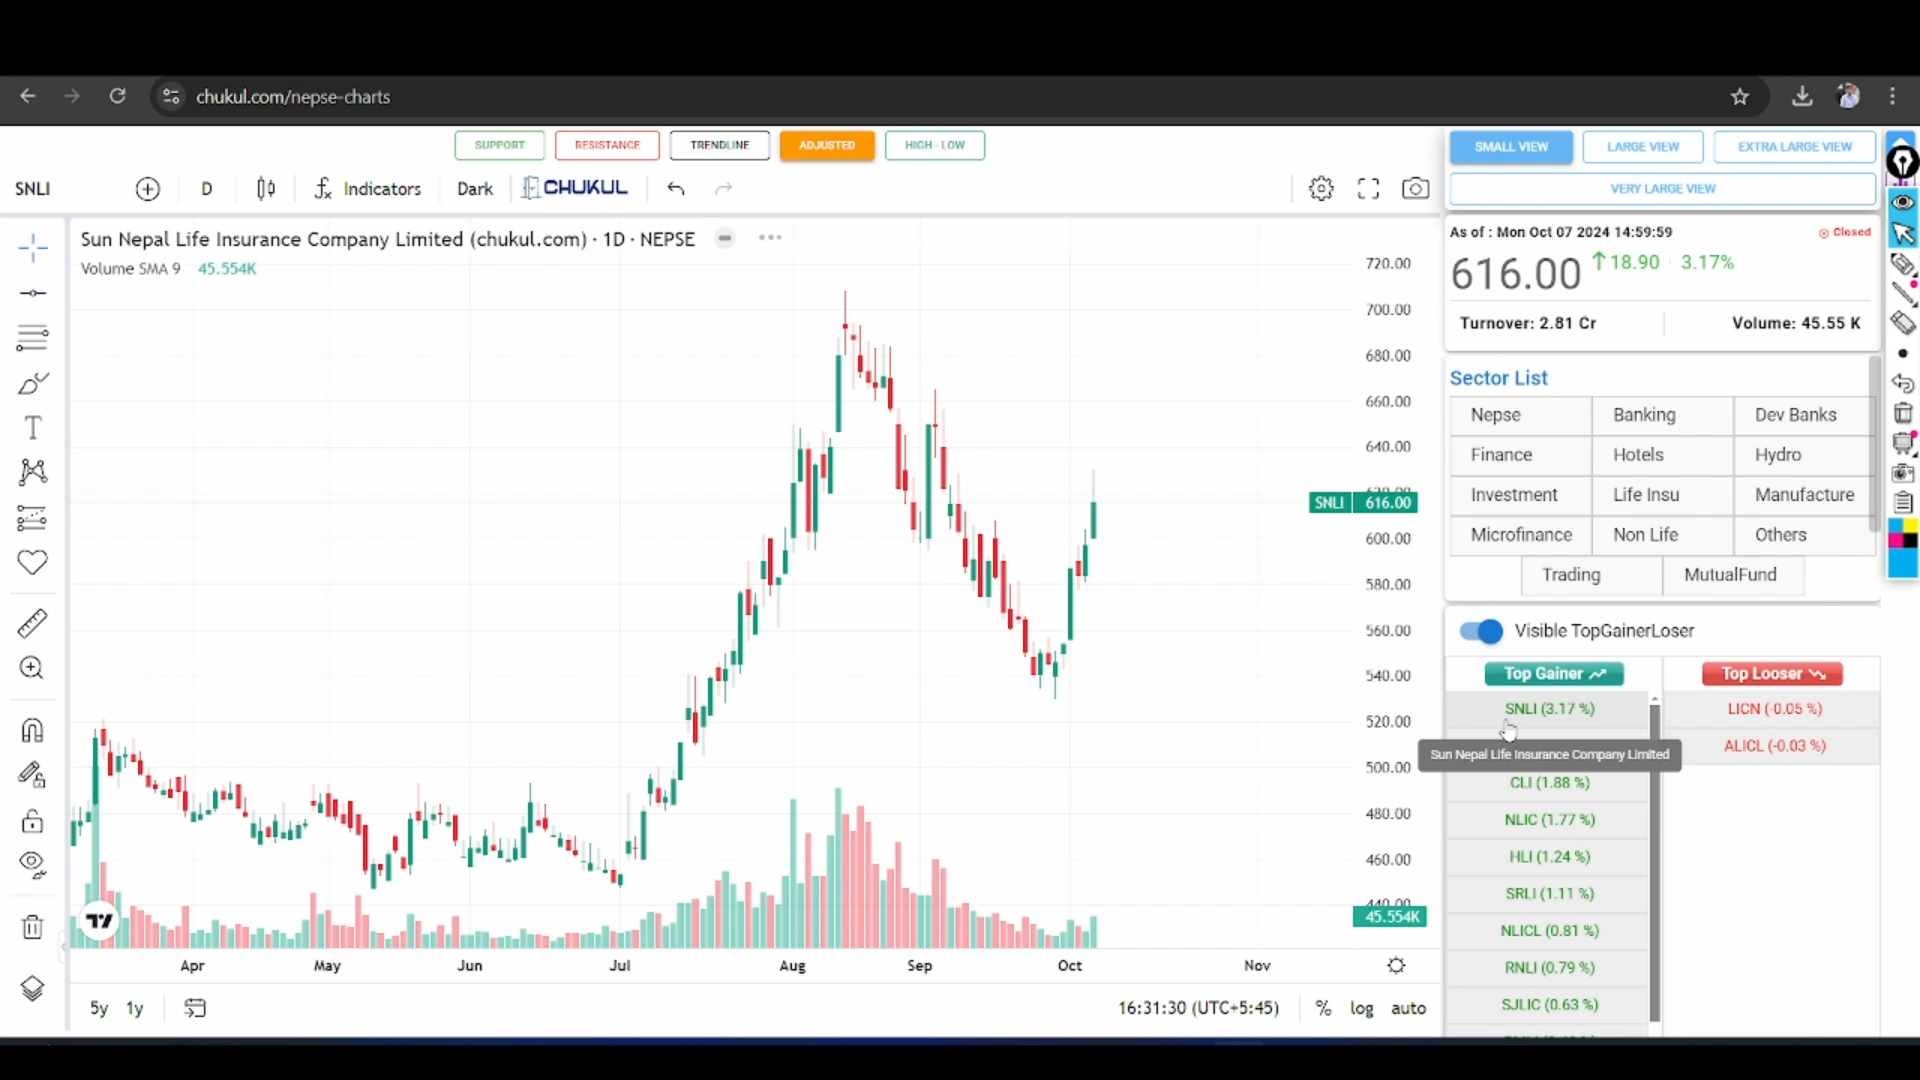 chukul.com/nepse-charts
SUPPORT RESISTANCE TRENDLINE ADJUSTED HIGH - LOW
SMALL VIEW LARGE VIEW EXTRA LARGE VIEW
VERY LARGE VIEW
SNLI D fx Indicators Dark CHUKUL
Sun Nepal Life Insurance Company Limited (chukul.com) · 1D · NEPSE
Volume SMA 9 45.554K
720.00
700.00
680.00
660.00
640.00
SNLI 616.00
600.00
580.00
560.00
540.00
520.00
500.00
480.00
460.00
440.00
45.554K
Apr May Jun Jul Aug Sep Oct Nov
5y 1y 16:31:30 (UTC+5:45) % log auto
As of : Mon Oct 07 2024 14:59:59 Closed
616.00 18.90 3.17%
Turnover: 2.81 Cr Volume: 45.55 K
Sector List
Nepse Banking Dev Banks
Finance Hotels Hydro
Investment Life Insu Manufacture
Microfinance Non Life Others
Trading MutualFund
Visible TopGainerLoser
Top Gainer Top Looser
SNLI (3.17 %) LICN (-0.05 %)
ALICL (-0.03 %)
Sun Nepal Life Insurance Company Limited
CLI (1.88 %)
NLIC (1.77 %)
HLI (1.24 %)
SRLI (1.11 %)
NLICL (0.81 %)
RNLI (0.79 %)
SJLIC (0.63 %)